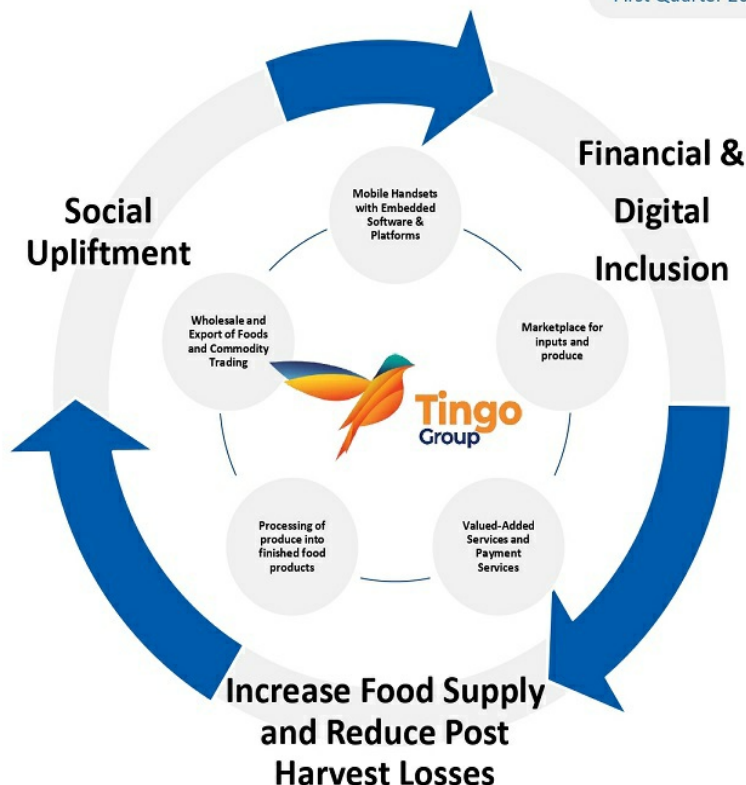 First Quarter
Financial &
Digital
Inclusion
Social
Upliftment
Mobile Handsets
with Embedded
Software &
Platforms
Marketplace for
inputs and
produce
Wholesale and
Export of Foods
and Commodity
Trading
Tingo
Group
Processing of
produce into
finished food
products
Valued-Added
Services and
Payment
Services
Increase Food Supply
and Reduce Post
Harvest Losses